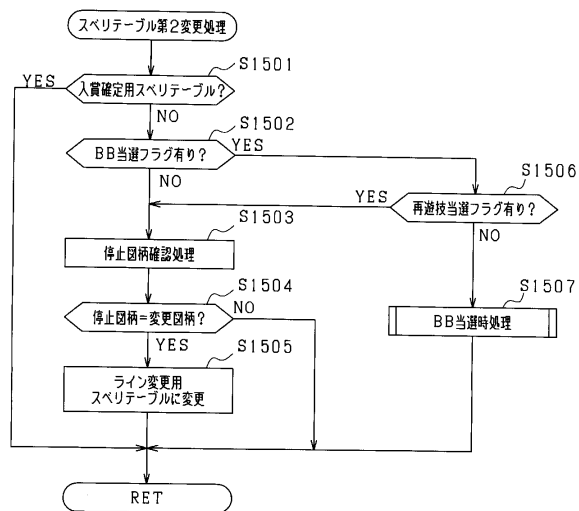 スベリテーブル第2変更処理
S1501
入賞確定用スベリテーブル?
YES
NO
S1502
BB当選フラグ有り?
YES
NO
S1506
再遊技当選フラグ有り?
YES
NO
S1503
停止図柄確認処理
S1504
停止図柄=変更図柄?
NO
YES
S1507
BB当選時処理
S1505
ライン変更用
スベリテーブルに変更
RET